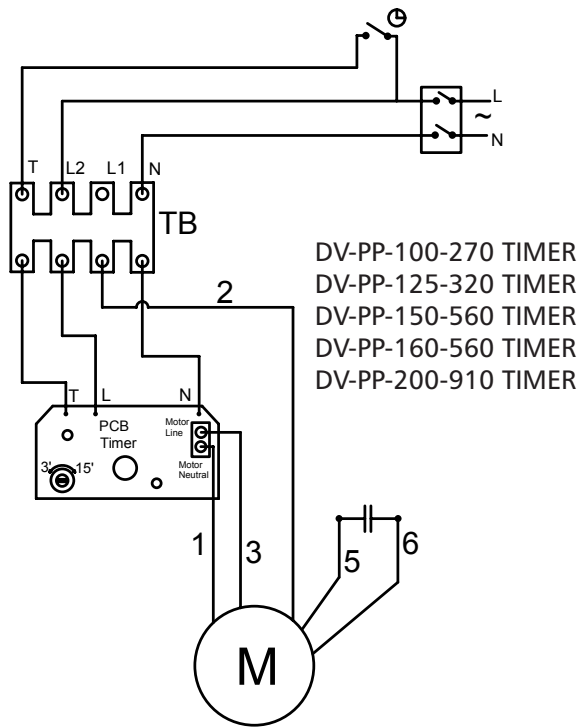 L
~
N
T L2 L1 N
TB
DV-PP-100-270 TIMER
DV-PP-125-320 TIMER
DV-PP-150-560 TIMER
DV-PP-160-560 TIMER
DV-PP-200-910 TIMER
2
T L N
PCB
Timer
Motor
Line
Motor
Neutral
3' 15'
1 3 5 6
M